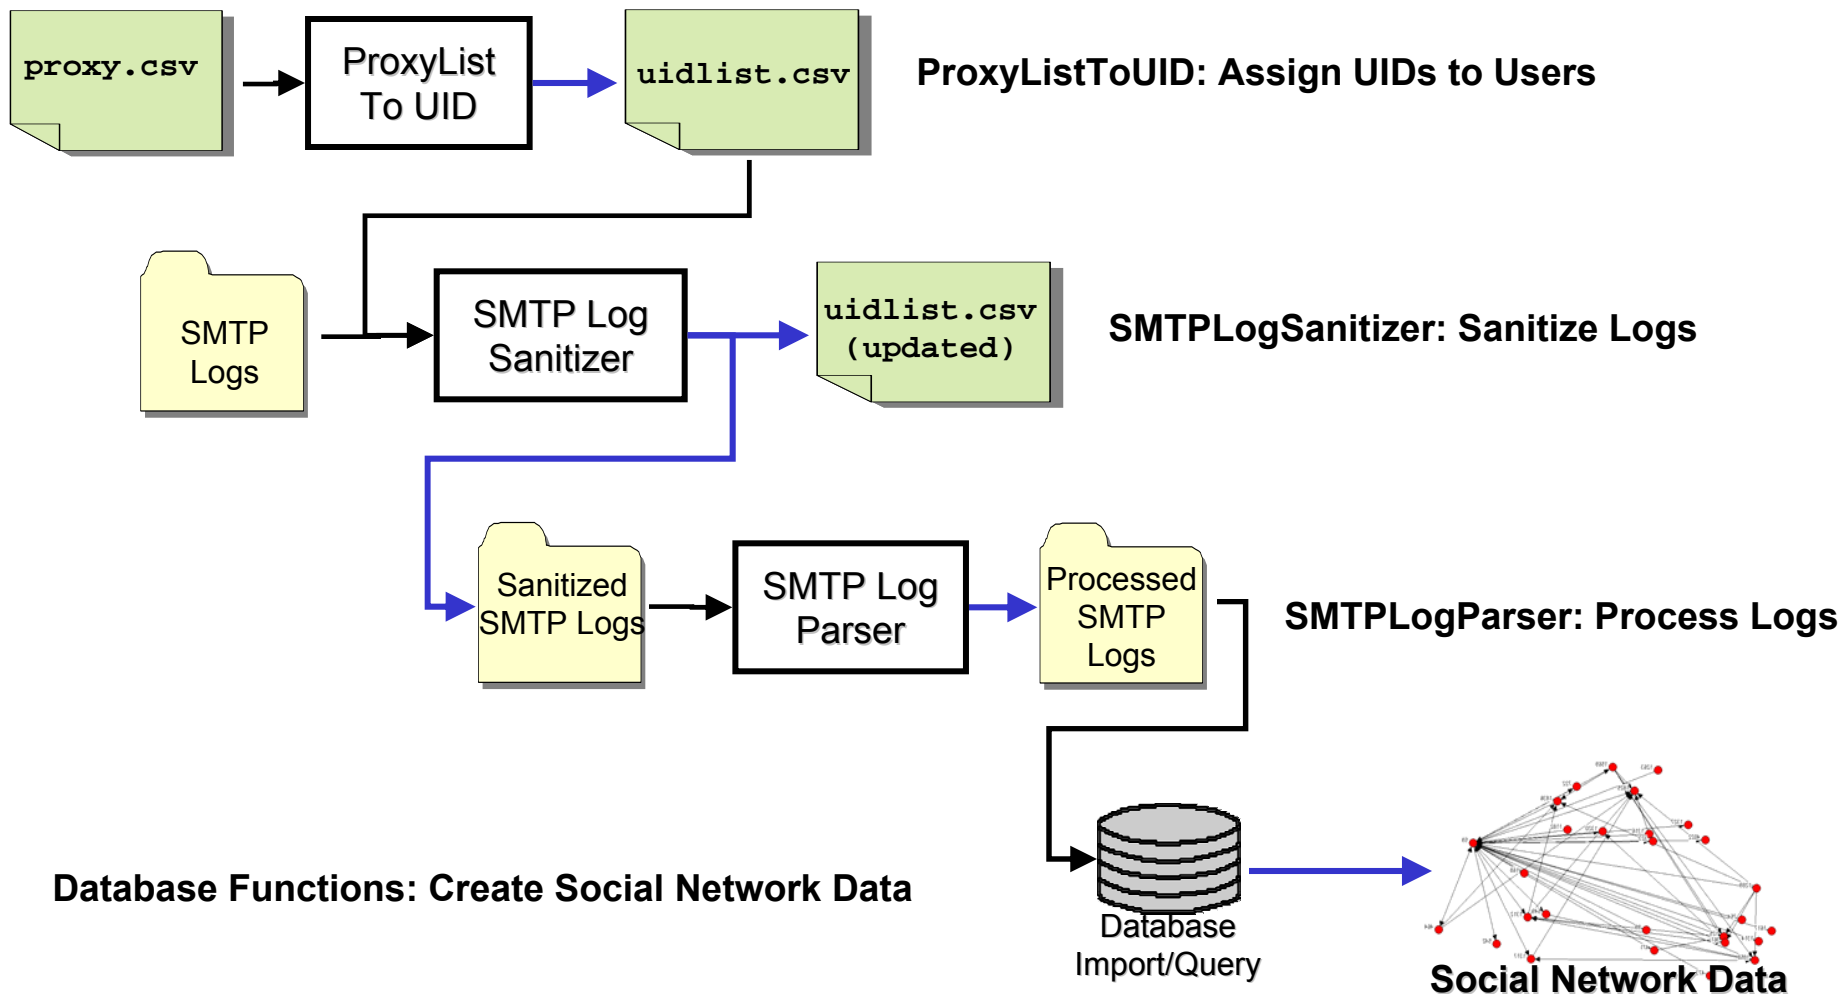 proxy.csv
ProxyList
To UID
uidlist.csv
ProxyListToUID: Assign UIDs to Users
SMTP
Logs
SMTP Log
Sanitizer
uidlist.csv
(updated)
SMTPLogSanitizer: Sanitize Logs
Sanitized
SMTP Logs
SMTP Log
Parser
Processed
SMTP
Logs
SMTPLogParser: Process Logs
Database Functions: Create Social Network Data
Database
Import/Query
Social Network Data